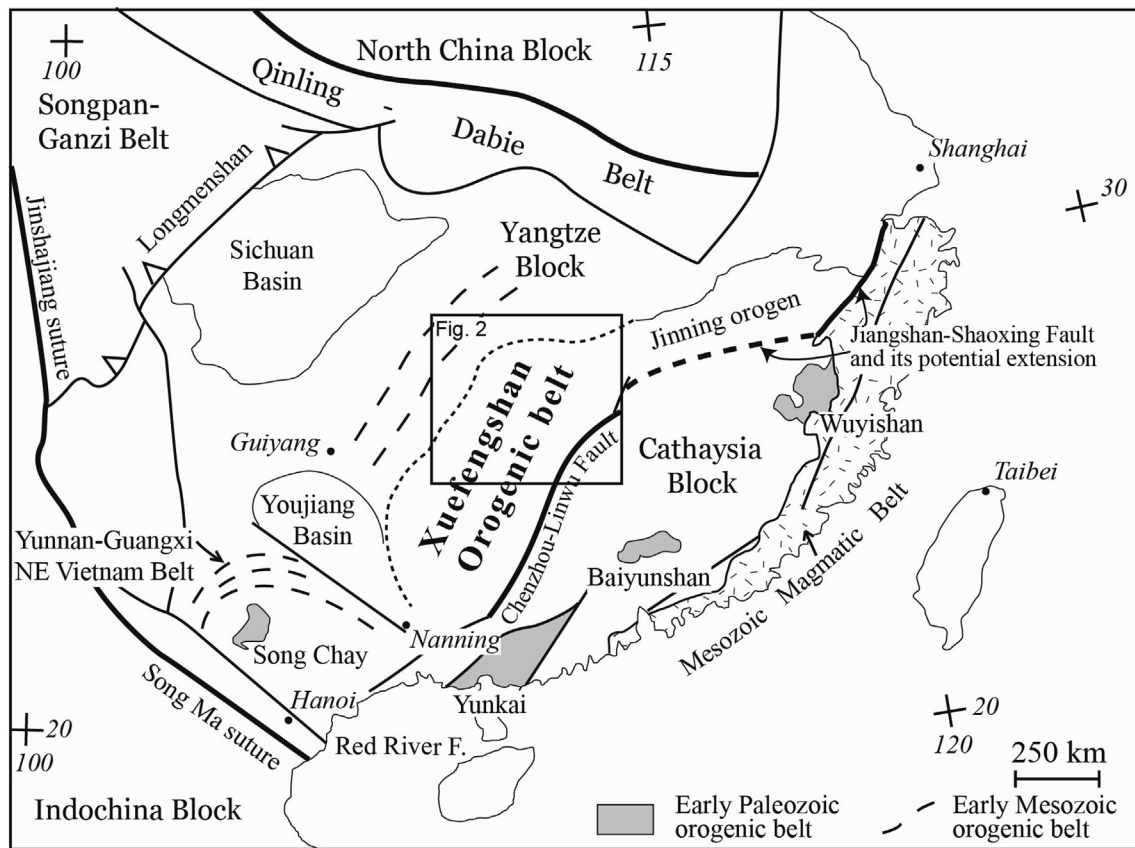 North China Block
100
115
Songpan-
Ganzi Belt
Qinling
Dabie
Belt
Shanghai
30
Jinshajiang suture
Longmenshan
Sichuan
Basin
Yangtze
Block
Fig. 2
Jinning orogen
Jiangshan-Shaoxing Fault
and its potential extension
Xuefengshan
Orogenic belt
Wuyishan
Guiyang
Cathaysia
Block
Chenzhou-Linwu Fault
Taibei
Youjiang
Basin
Yunnan-Guangxi
NE Vietnam Belt
Baiyunshan
Mesozoic Magmatic Belt
Nanning
Song Chay
Hanoi
Yunkai
Song Ma suture
Red River F.
20
100
20
120
250 km
Indochina Block
Early Paleozoic
orogenic belt
Early Mesozoic
orogenic belt